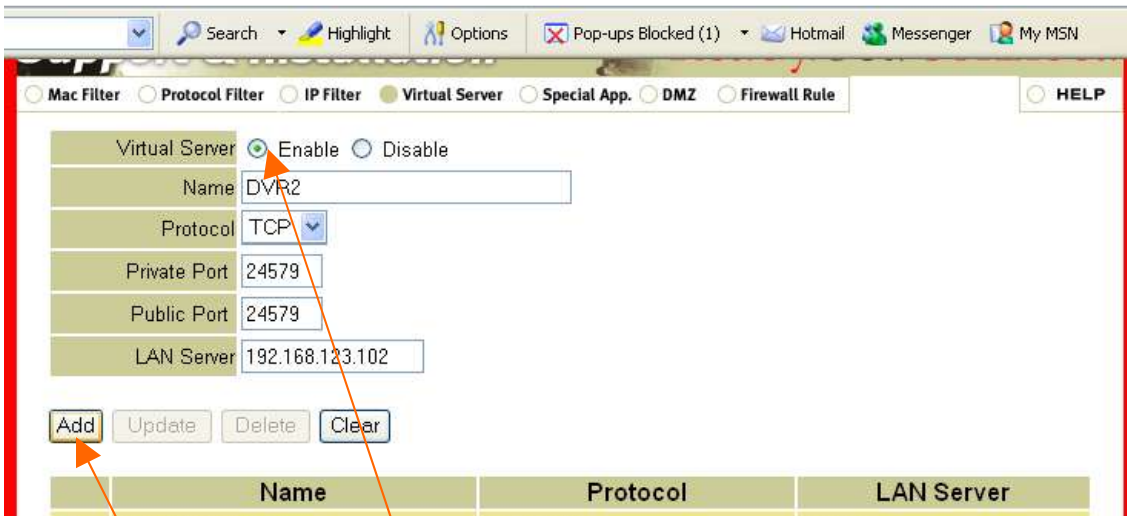 Search Highlight Options Pop-ups Blocked (1) Hotmail Messenger My MSN
Mac Filter Protocol Filter IP Filter Virtual Server Special App. DMZ Firewall Rule HELP
Virtual Server Enable Disable
Name DVR2
Protocol TCP
Private Port 24579
Public Port 24579
LAN Server 192.168.123.102
Add Update Delete Clear
Name Protocol LAN Server